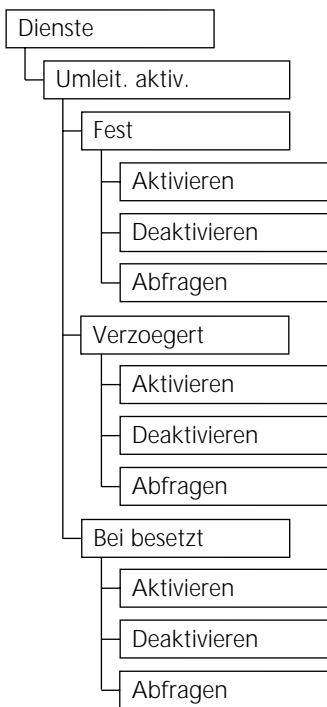 Dienste
Umleit. aktiv.
Fest
Aktivieren
Deaktivieren
Abfragen
Verzoegert
Aktivieren
Deaktivieren
Abfragen
Bei besetzt
Aktivieren
Deaktivieren
Abfragen